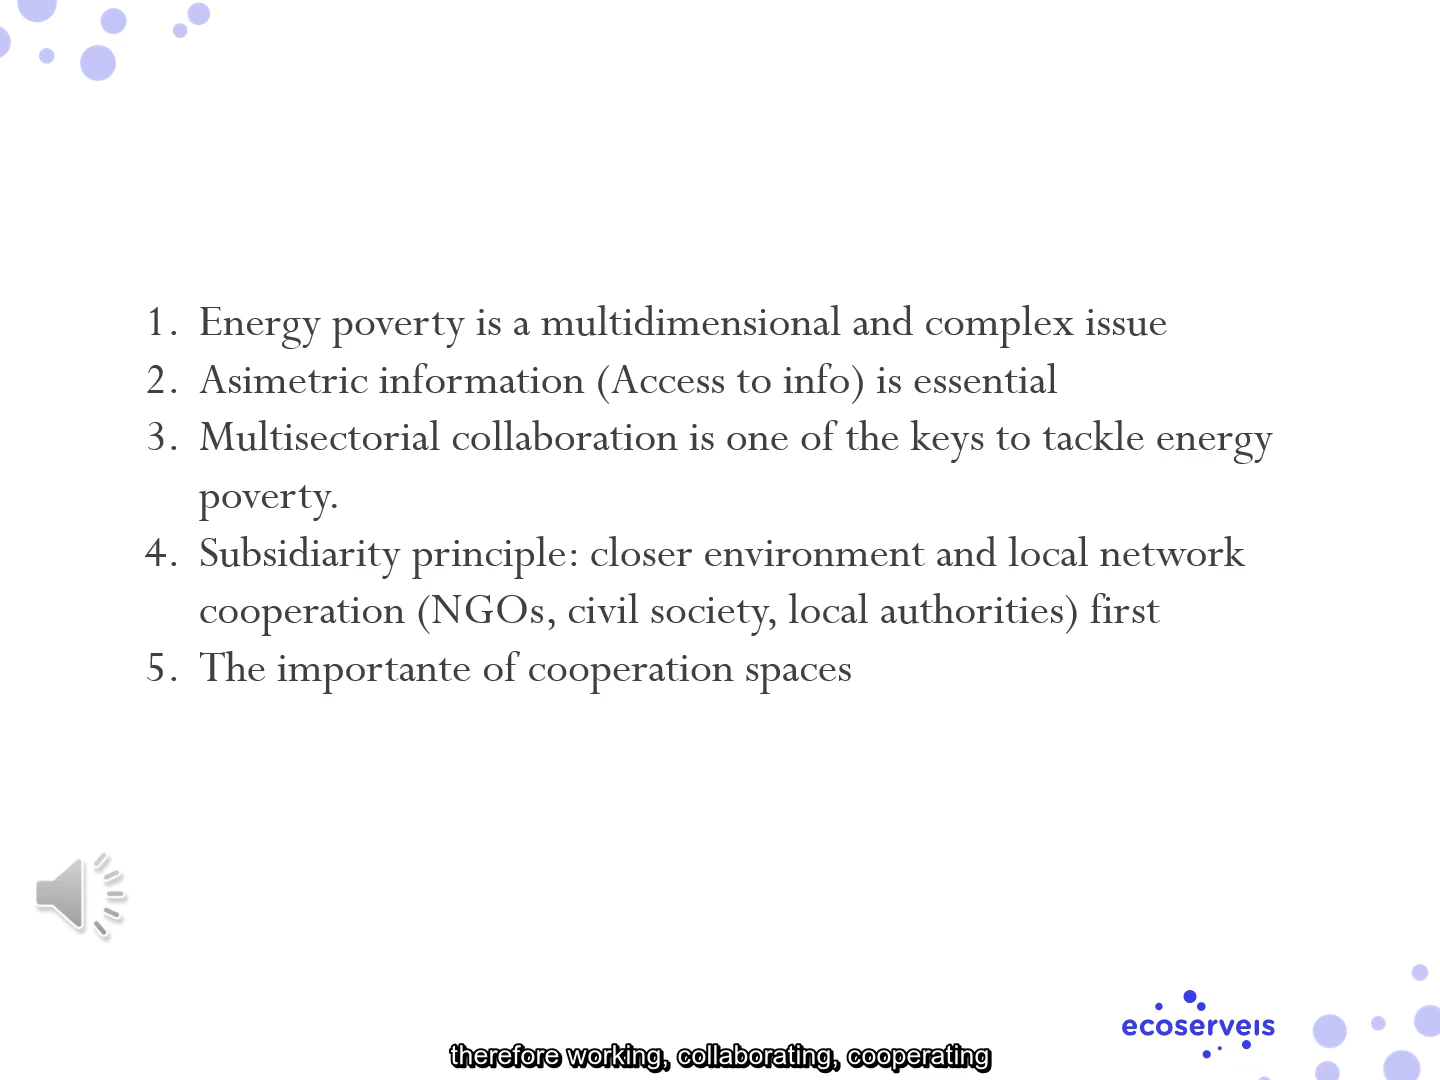 1. Energy poverty is a multidimensional and complex issue
2. Asimetric information (Access to info) is essential
3. Multisectorial collaboration is one of the keys to tackle energy
poverty.
4. Subsidiarity principle: closer environment and local network
cooperation (NGOs, civil society, local authorities) first
5. The importante of cooperation spaces
ecoserveis
therefore working, collaborating, cooperating